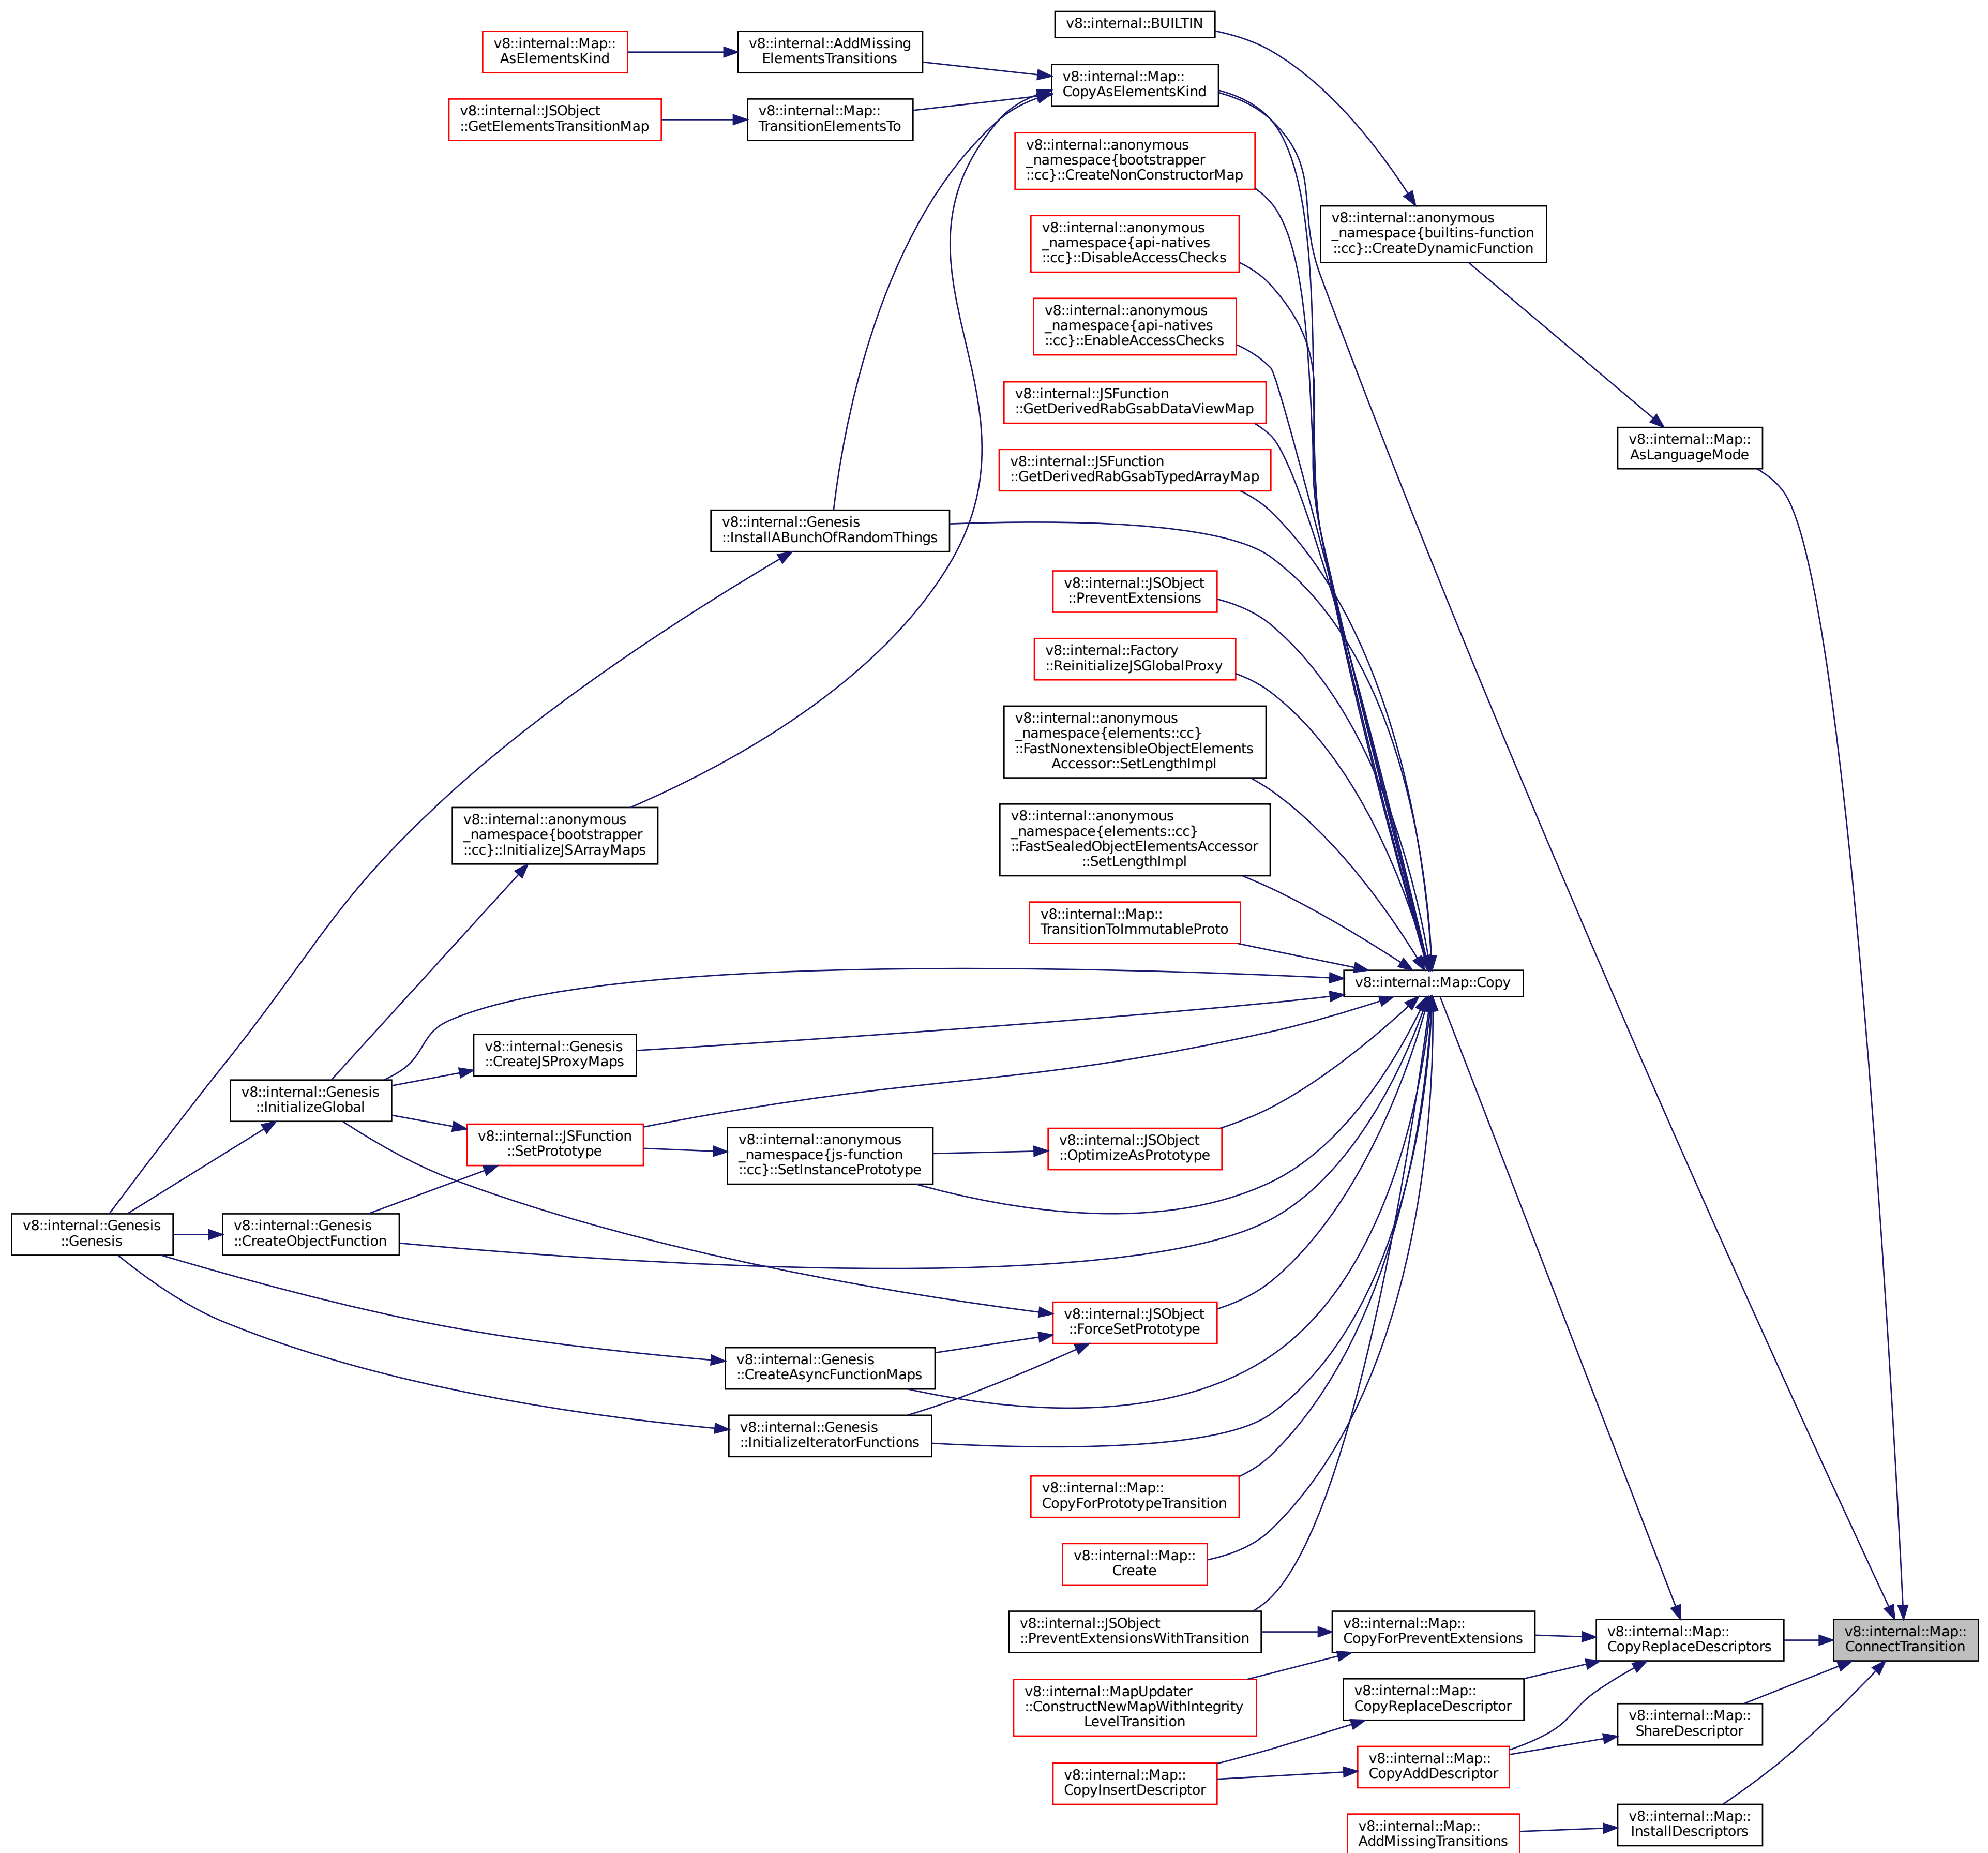 v8::internal::BUILTIN
v8::internal::Map::
AsElementsKind
v8::internal::AddMissing
ElementsTransitions
v8::internal::Map::
CopyAsElementsKind
v8::internal::JSObject
::GetElementsTransitionMap
v8::internal::Map::
TransitionElementsTo
v8::internal::anonymous
_namespace{bootstrapper
::cc}::CreateNonConstructorMap
v8::internal::anonymous
_namespace{builtins-function
::cc}::CreateDynamicFunction
v8::internal::anonymous
_namespace{api-natives
::cc}::DisableAccessChecks
v8::internal::anonymous
_namespace{api-natives
::cc}::EnableAccessChecks
v8::internal::JSFunction
::GetDerivedRabGsabDataViewMap
v8::internal::Map::
AsLanguageMode
v8::internal::JSFunction
::GetDerivedRabGsabTypedArrayMap
v8::internal::Genesis
::InstallABunchOfRandomThings
v8::internal::JSObject
::PreventExtensions
v8::internal::Factory
::ReinitializeJSGlobalProxy
v8::internal::anonymous
_namespace{elements::cc}
::FastNonextensibleObjectElements
Accessor::SetLengthImpl
v8::internal::anonymous
_namespace{bootstrapper
::cc}::InitializeJSArrayMaps
v8::internal::anonymous
_namespace{elements::cc}
::FastSealedObjectElementsAccessor
::SetLengthImpl
v8::internal::Map::
TransitionToImmutableProto
v8::internal::Map::Copy
v8::internal::Genesis
::CreateJSProxyMaps
v8::internal::Genesis
::InitializeGlobal
v8::internal::JSFunction
::SetPrototype
v8::internal::anonymous
_namespace{js-function
::cc}::SetInstancePrototype
v8::internal::JSObject
::OptimizeAsPrototype
v8::internal::Genesis
::Genesis
v8::internal::Genesis
::CreateObjectFunction
v8::internal::JSObject
::ForceSetPrototype
v8::internal::Genesis
::CreateAsyncFunctionMaps
v8::internal::Genesis
::InitializeIteratorFunctions
v8::internal::Map::
CopyForPrototypeTransition
v8::internal::Map::
Create
v8::internal::JSObject
::PreventExtensionsWithTransition
v8::internal::Map::
CopyForPreventExtensions
v8::internal::Map::
CopyReplaceDescriptors
v8::internal::Map::
ConnectTransition
v8::internal::MapUpdater
::ConstructNewMapWithIntegrity
LevelTransition
v8::internal::Map::
CopyReplaceDescriptor
v8::internal::Map::
ShareDescriptor
v8::internal::Map::
CopyInsertDescriptor
v8::internal::Map::
CopyAddDescriptor
v8::internal::Map::
InstallDescriptors
v8::internal::Map::
AddMissingTransitions